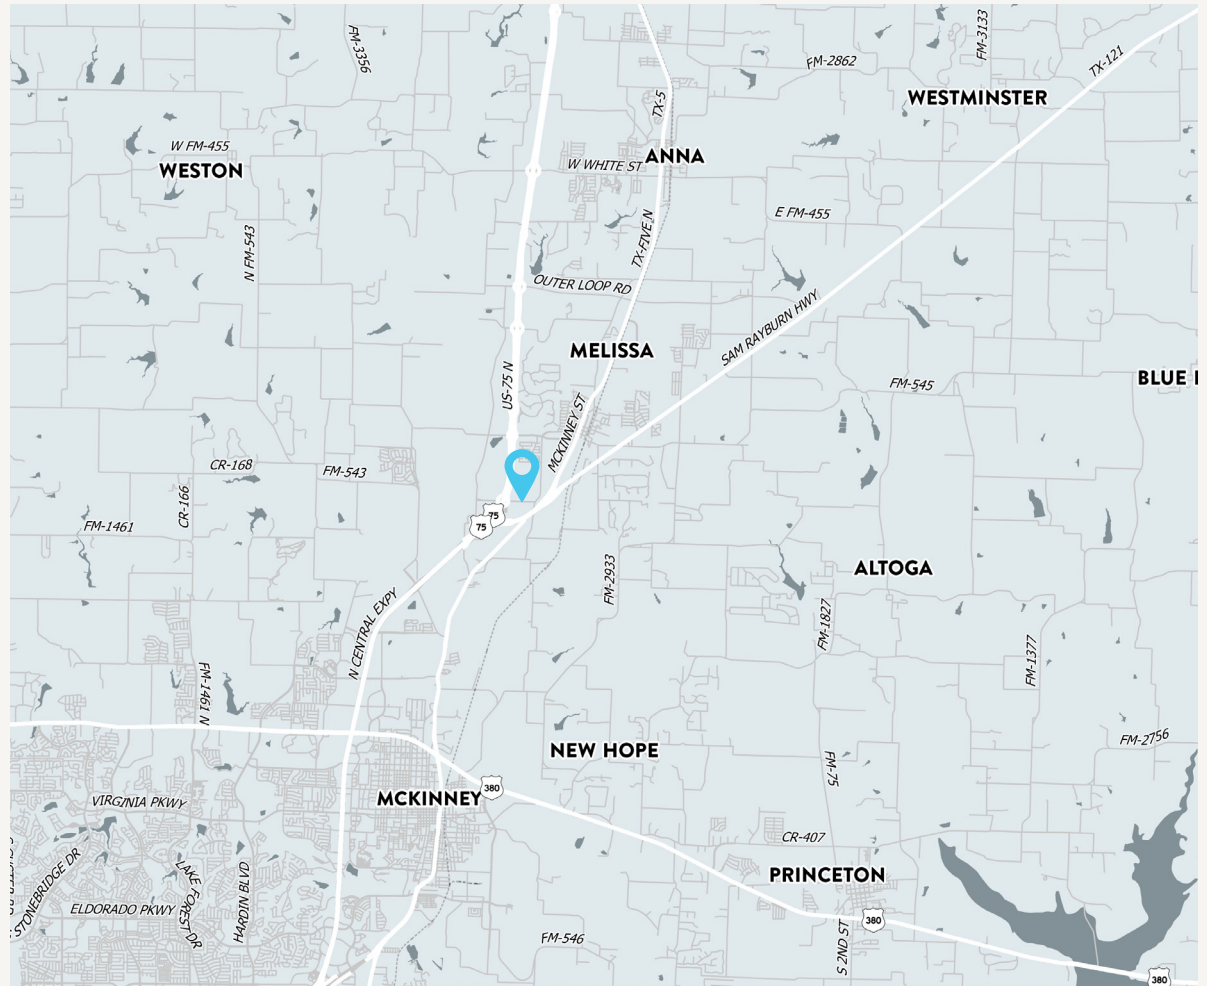 FM-3356
FM-3133
TX-121
FM-2862
WESTMINSTER
TX-5
W FM-455
WESTON
W WHITE ST
ANNA
E FM-455
N FM-543
TX-FIVE N
OUTER LOOP RD
SAM RAYBURN HWY
MELISSA
US-75 N
BLUE
FM-545
MCKINNEY ST
CR-168
FM-543
CR-166
75
75
FM-1461
FM-2933
ALTOGA
N CENTRAL EXPY
FM-1827
FM-1377
FM-1461 N
FM-2756
NEW HOPE
FM-75
380
MCKINNEY
VIRGINIA PKWY
CR-407
STONEBRIDGE DR
LAKE FOREST DR
HARDIN BLVD
PRINCETON
ELDORADO PKWY
380
FM-546
S 2ND ST
380